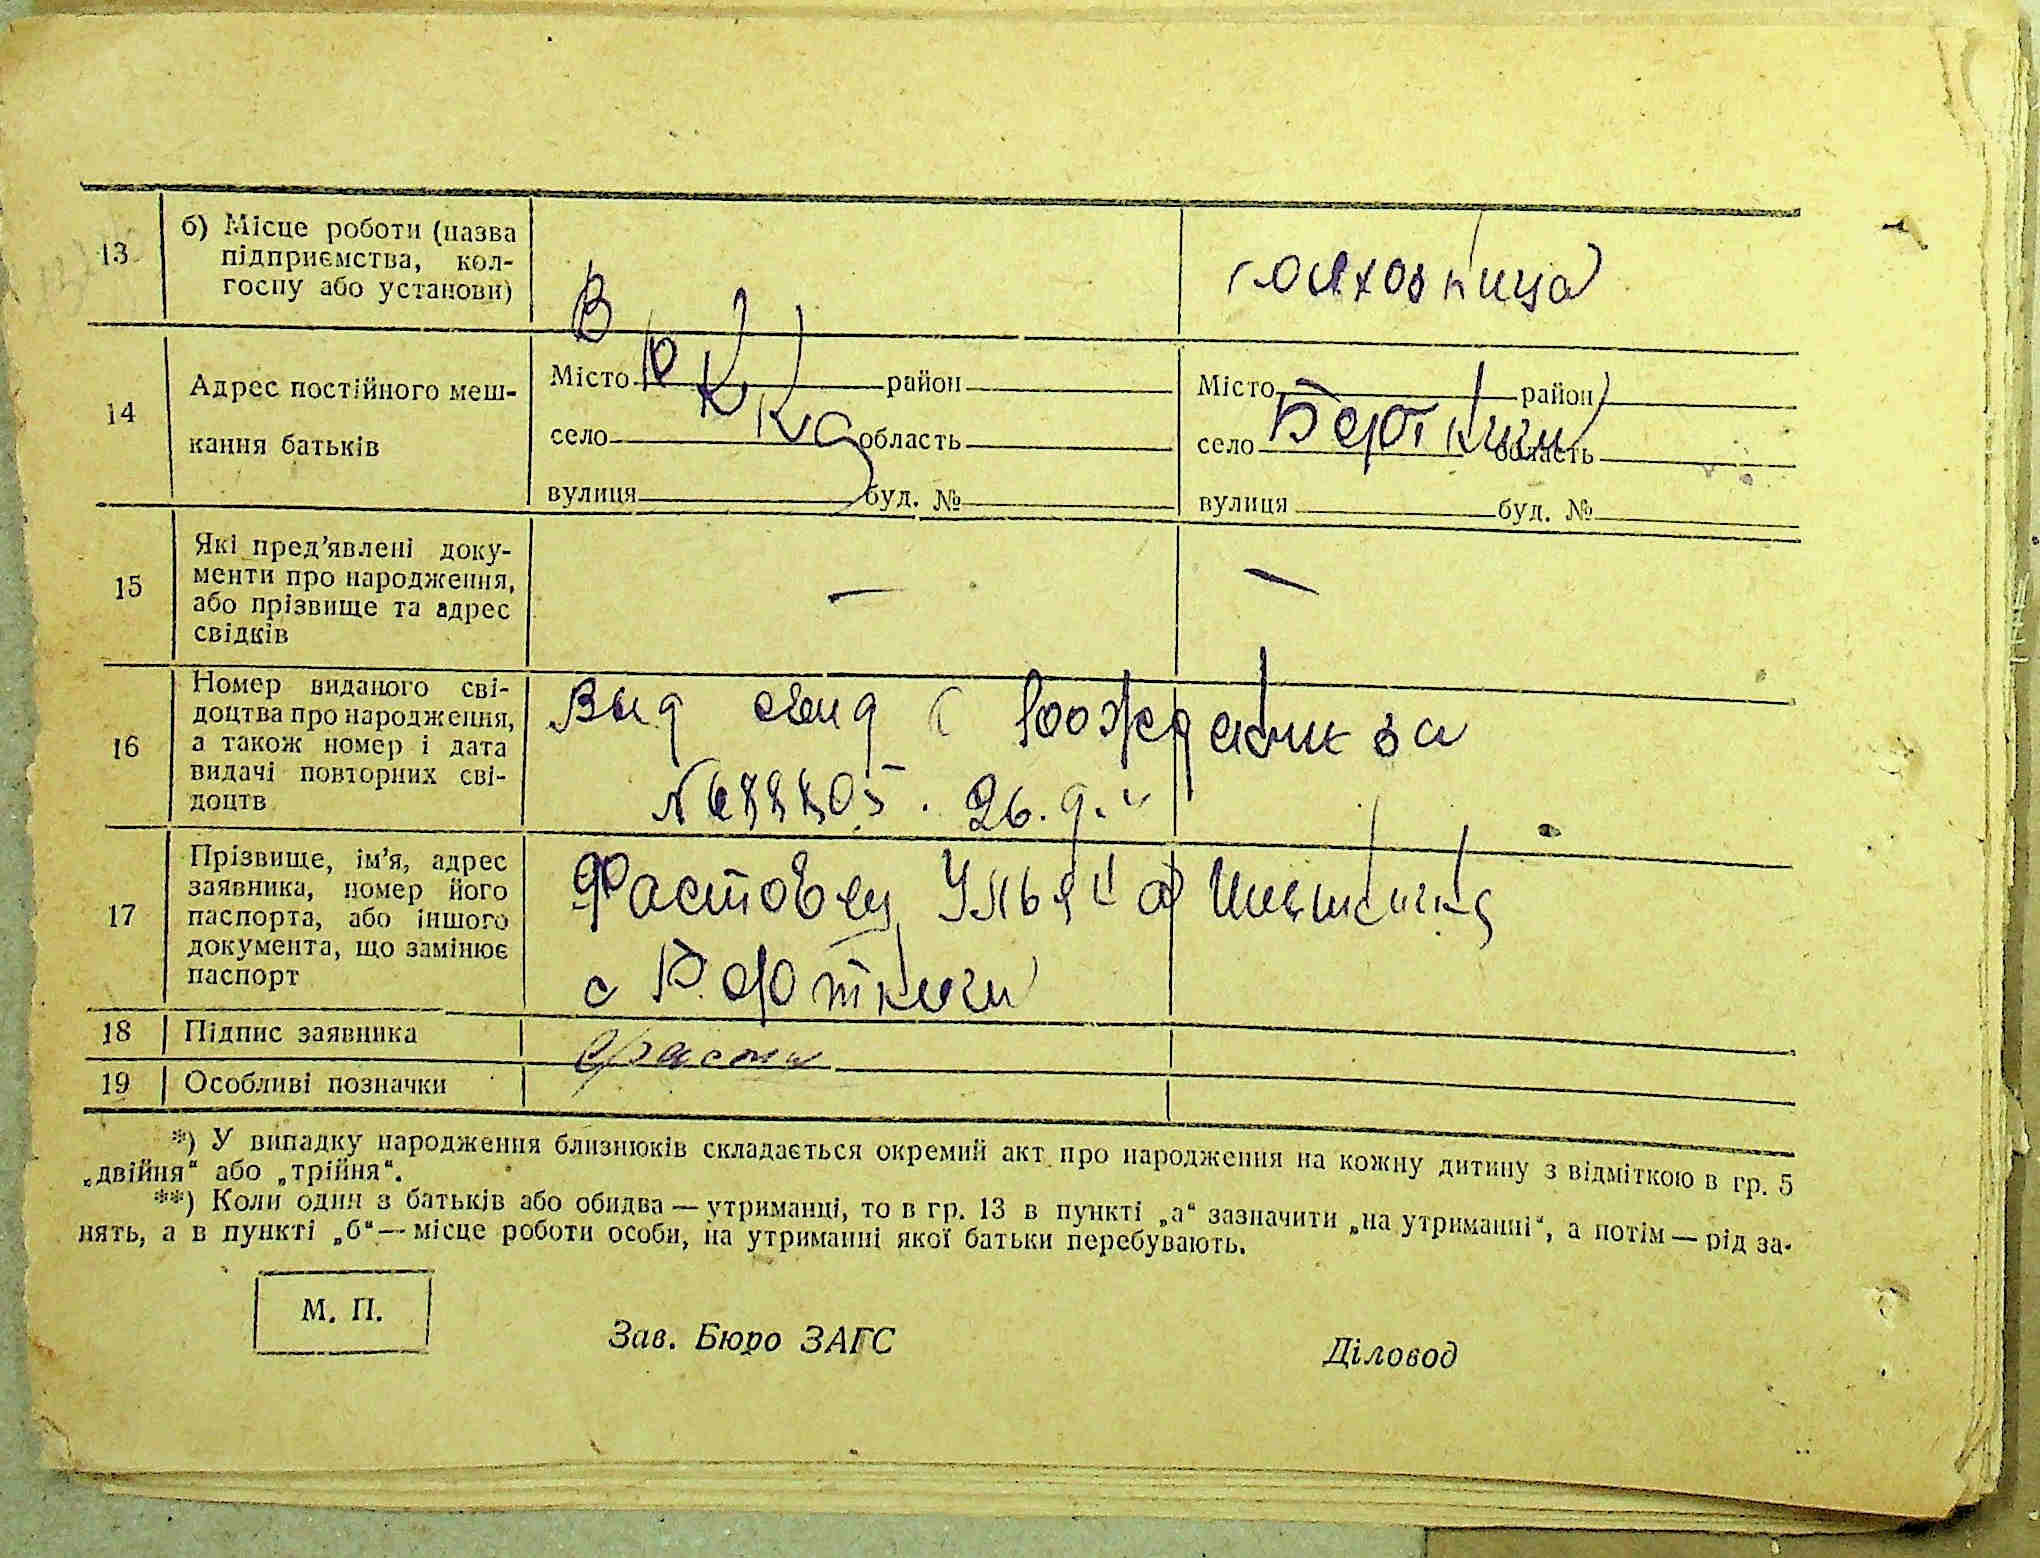 13
б) Місце роботи (назва
підприємства, кол-
госпу або установи)
В РККА
14
Адрес постійного меш-
кання батьків
Місто район
село область
вулиця буд. №
Місто район
село область
вулиця буд. №
15
Які пред’явлені доку-
менти про народження,
або прізвище та адрес
свідків
—
—
16
Номер виданого сві-
доцтва про народження,
а також номер і дата
видачі повторних сві-
доцтв
Выд
за
17
Прізвище, ім’я, адрес
заявника, номер його
паспорта, або іншого
документа, що замінює
паспорт
Фастовец Ульяна
с
18
Підпис заявника
19
Особливі позначки
*) У випадку народження близнюків складається окремий акт про народження на кожну дитину з відміткою в гр. 5
„двійня“ або „трійня“.
**) Коли один з батьків або обидва — утриманці, то в гр. 13 в пункті „а“ зазначити „на утриманні“, а потім — рід за-
нять, а в пункті „б“ — місце роботи особи, на утриманні якої батьки перебувають.
М. П.
Зав. Бюро ЗАГС
Діловод